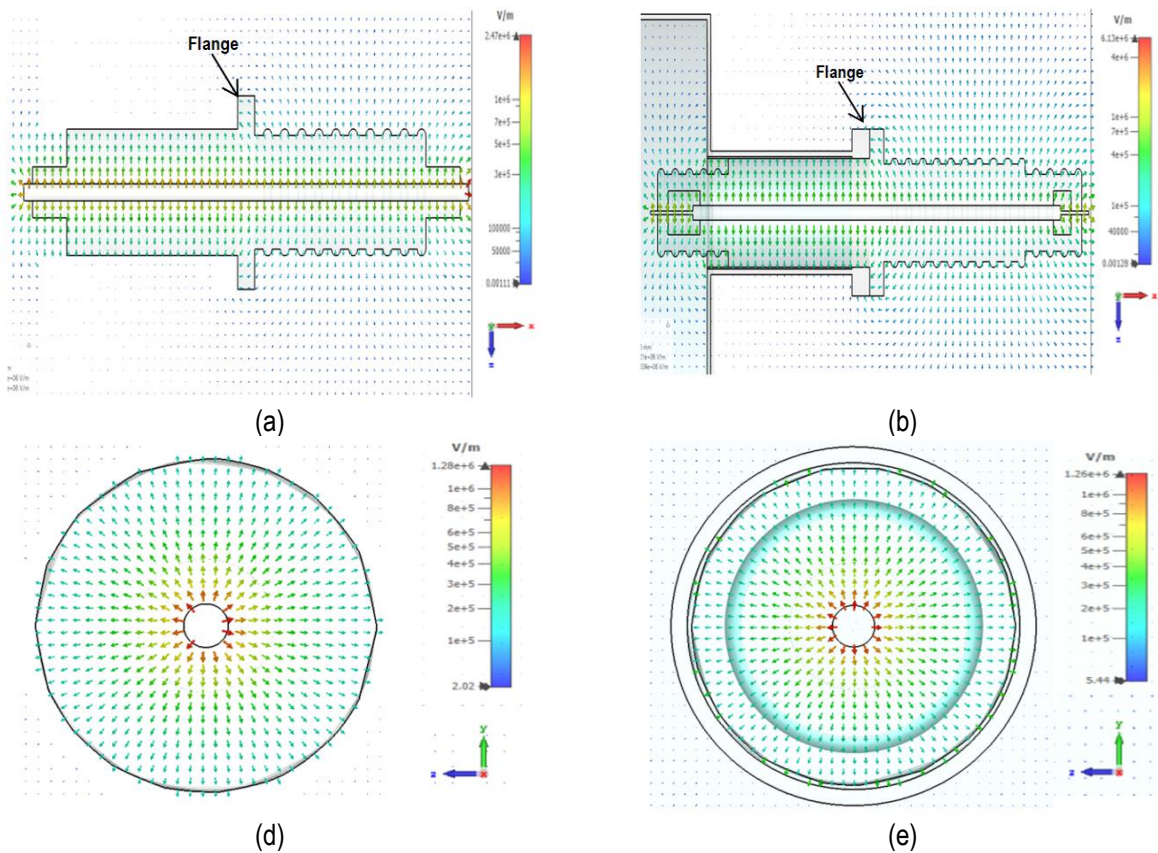 V/m
2.47e+6
1e+6
7e+5
5e+5
3e+5
100000
50000
0.00111
Flange
y
x
z
m
e+06 V/m
e+06 V/m
(a)
V/m
6.13e+6
4e+6
1e+6
7e+5
4e+5
1e+5
40000
0.00128
Flange
y
x
z
(b)
V/m
1.28e+6
1e+6
8e+5
6e+5
5e+5
4e+5
3e+5
2e+5
1e+5
2.02
y
z
x
(d)
V/m
1.26e+6
1e+6
8e+5
6e+5
5e+5
4e+5
3e+5
2e+5
1e+5
5.44
y
z
x
(e)